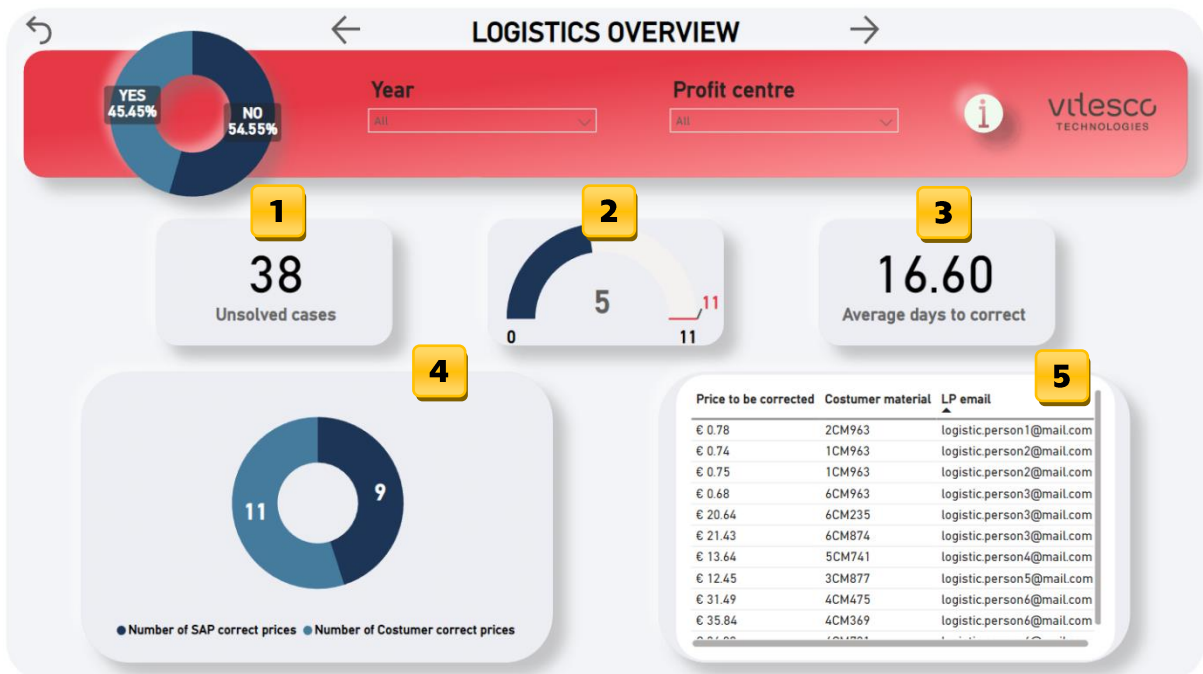 LOGISTICS OVERVIEW
YES
45.45%
NO
54.55%
Year
All
Profit centre
All
i
vitesco
TECHNOLOGIES
1
38
Unsolved cases
2
5
0
11
11
3
16.60
Average days to correct
4
11
9
Number of SAP correct prices Number of Costumer correct prices
5
Price to be corrected Costumer material LP email
€ 0.78 2CM963 logistic.person1@mail.com
€ 0.74 1CM963 logistic.person2@mail.com
€ 0.75 1CM963 logistic.person2@mail.com
€ 0.68 6CM963 logistic.person3@mail.com
€ 20.64 6CM235 logistic.person3@mail.com
€ 21.43 6CM874 logistic.person3@mail.com
€ 13.64 5CM741 logistic.person4@mail.com
€ 12.45 3CM877 logistic.person5@mail.com
€ 31.49 4CM475 logistic.person6@mail.com
€ 35.84 4CM369 logistic.person6@mail.com